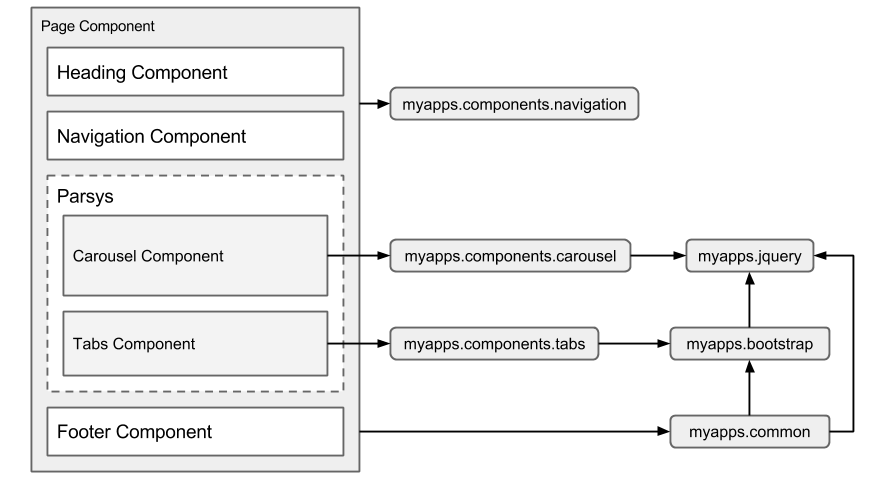 Page Component
Heading Component
myapps.components.navigation
Navigation Component
Parsys
Carousel Component
myapps.components.carousel
myapps.jquery
Tabs Component
myapps.components.tabs
myapps.bootstrap
Footer Component
myapps.common